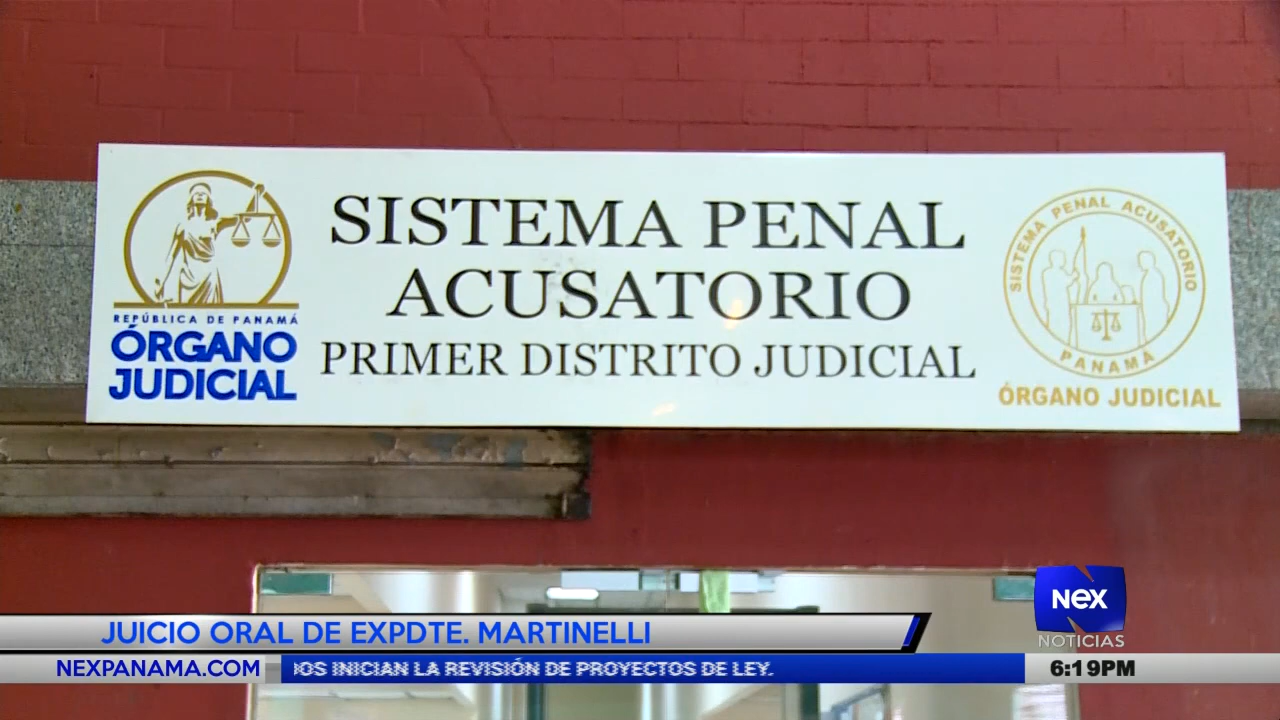 SISTEMA PENAL
ACUSATORIO
PRIMER DISTRITO JUDICIAL
REPÚBLICA DE PANAMÁ
ÓRGANO
JUDICIAL
SISTEMA PENAL ACUSATORIO
PANAMÁ
ÓRGANO JUDICIAL
JUICIO ORAL DE EXPDTE. MARTINELLI
NEX
NOTICIAS
NEXPANAMA.COM
INICIAN LA REVISIÓN DE PROYECTOS DE LEY.
6:19PM